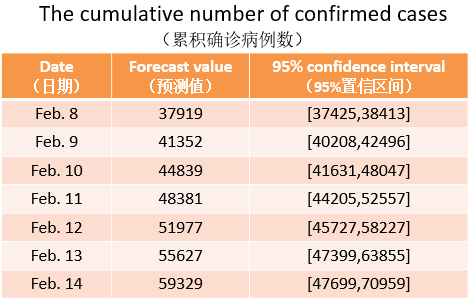 The cumulative number of confirmed cases
（累积确诊病例数）
Date Forecast value 95% confidence interval
（日期） （预测值） （95%置信区间）
Feb. 8 37919 [37425,38413]
Feb. 9 41352 [40208,42496]
Feb. 10 44839 [41631,48047]
Feb. 11 48381 [44205,52557]
Feb. 12 51977 [45727,58227]
Feb. 13 55627 [47399,63855]
Feb. 14 59329 [47699,70959]